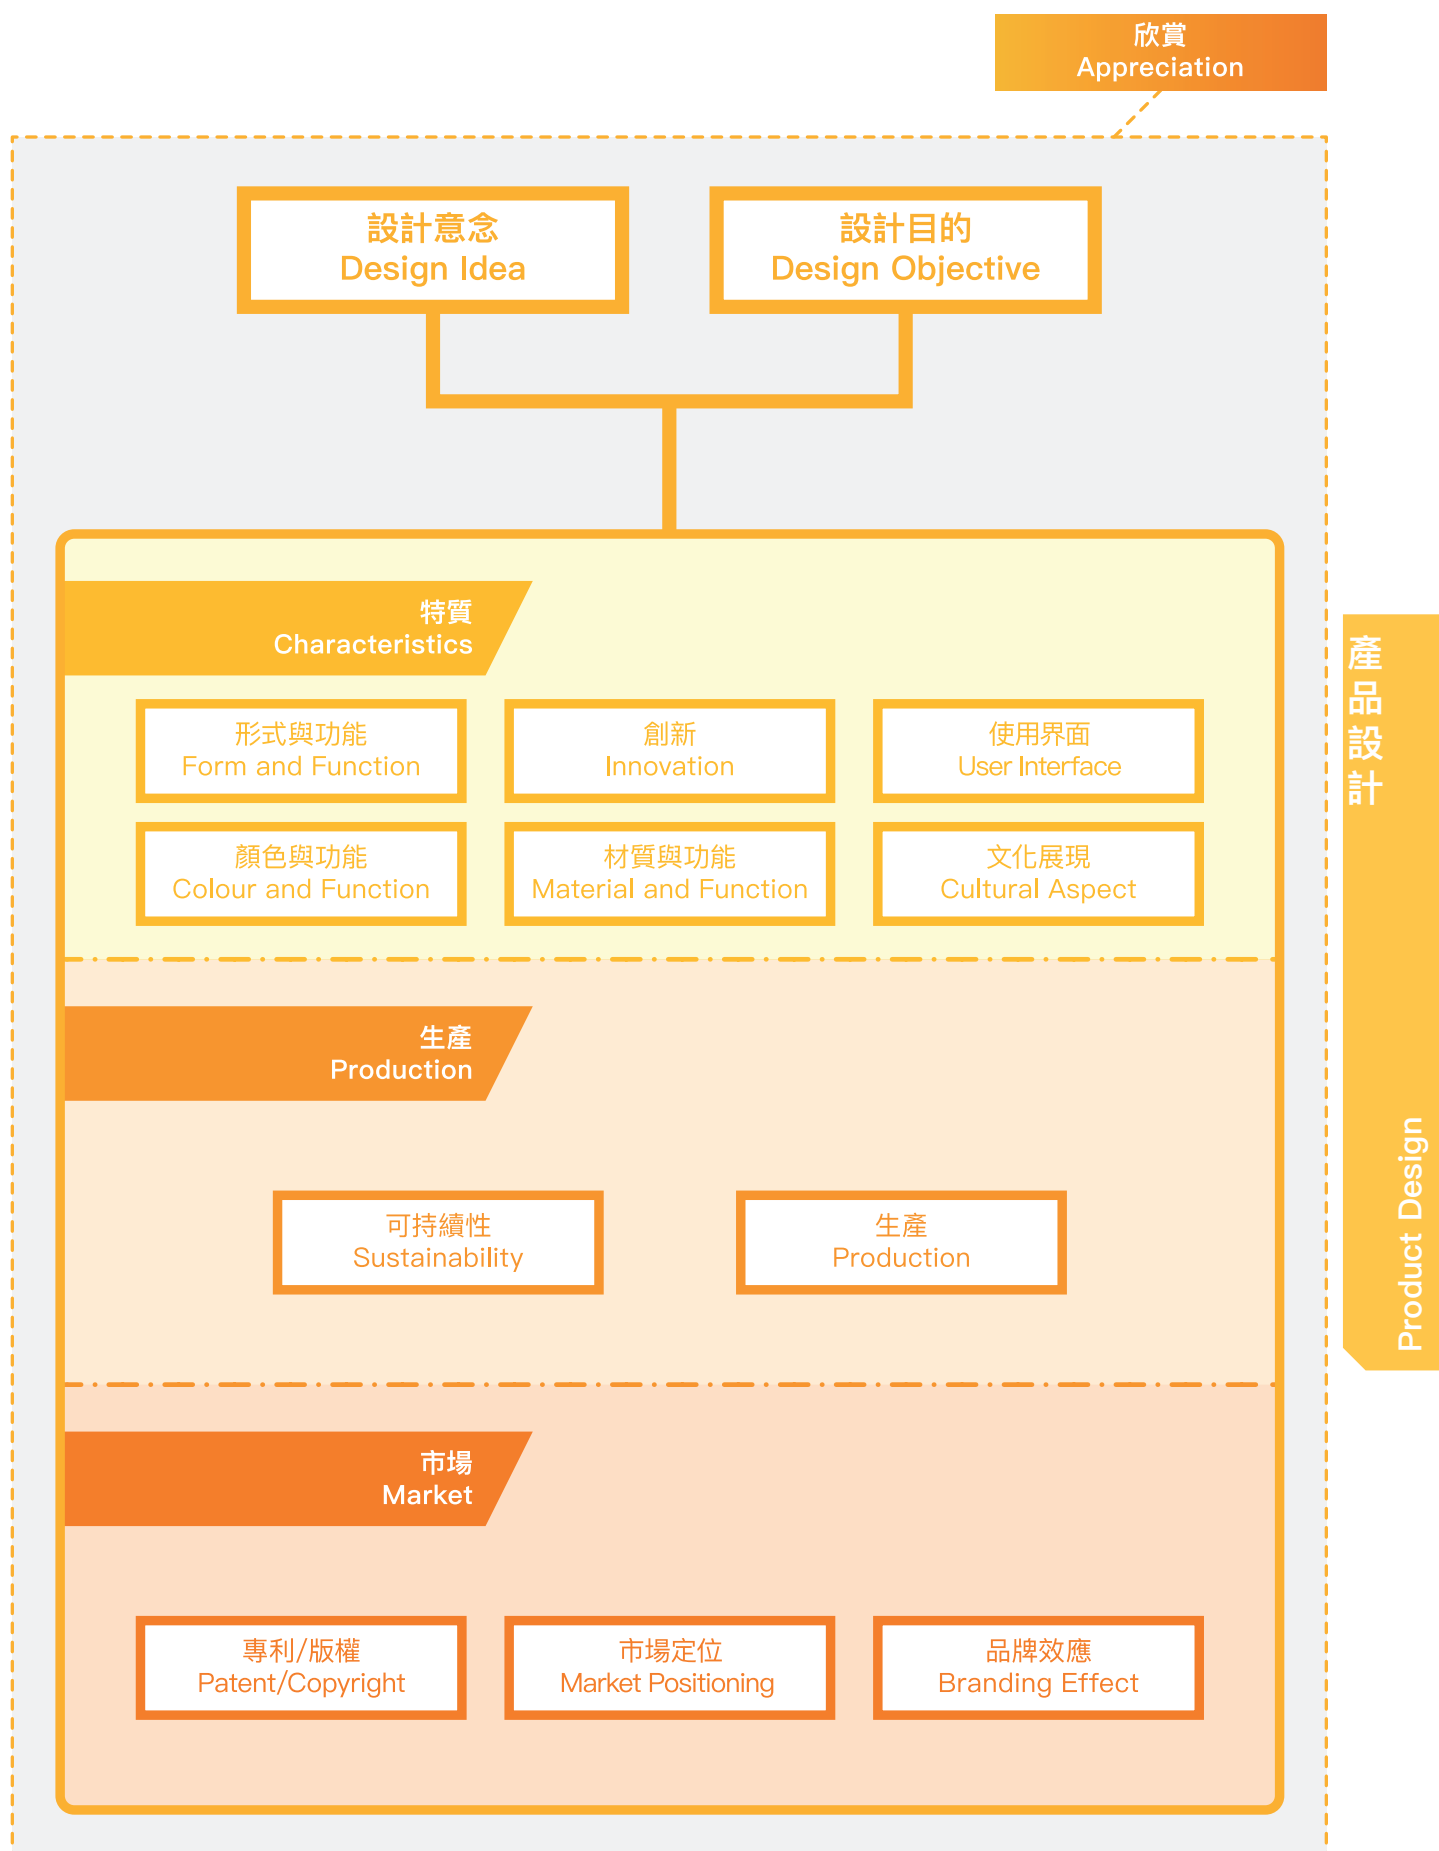 欣賞
Appreciation
設計意念
Design Idea
設計目的
Design Objective
特質
Characteristics
形式與功能
Form and Function
創新
Innovation
使用界面
User Interface
顏色與功能
Colour and Function
材質與功能
Material and Function
文化展現
Cultural Aspect
生產
Production
可持續性
Sustainability
生產
Production
市場
Market
專利/版權
Patent/Copyright
市場定位
Market Positioning
品牌效應
Branding Effect
產品設計
Product Design